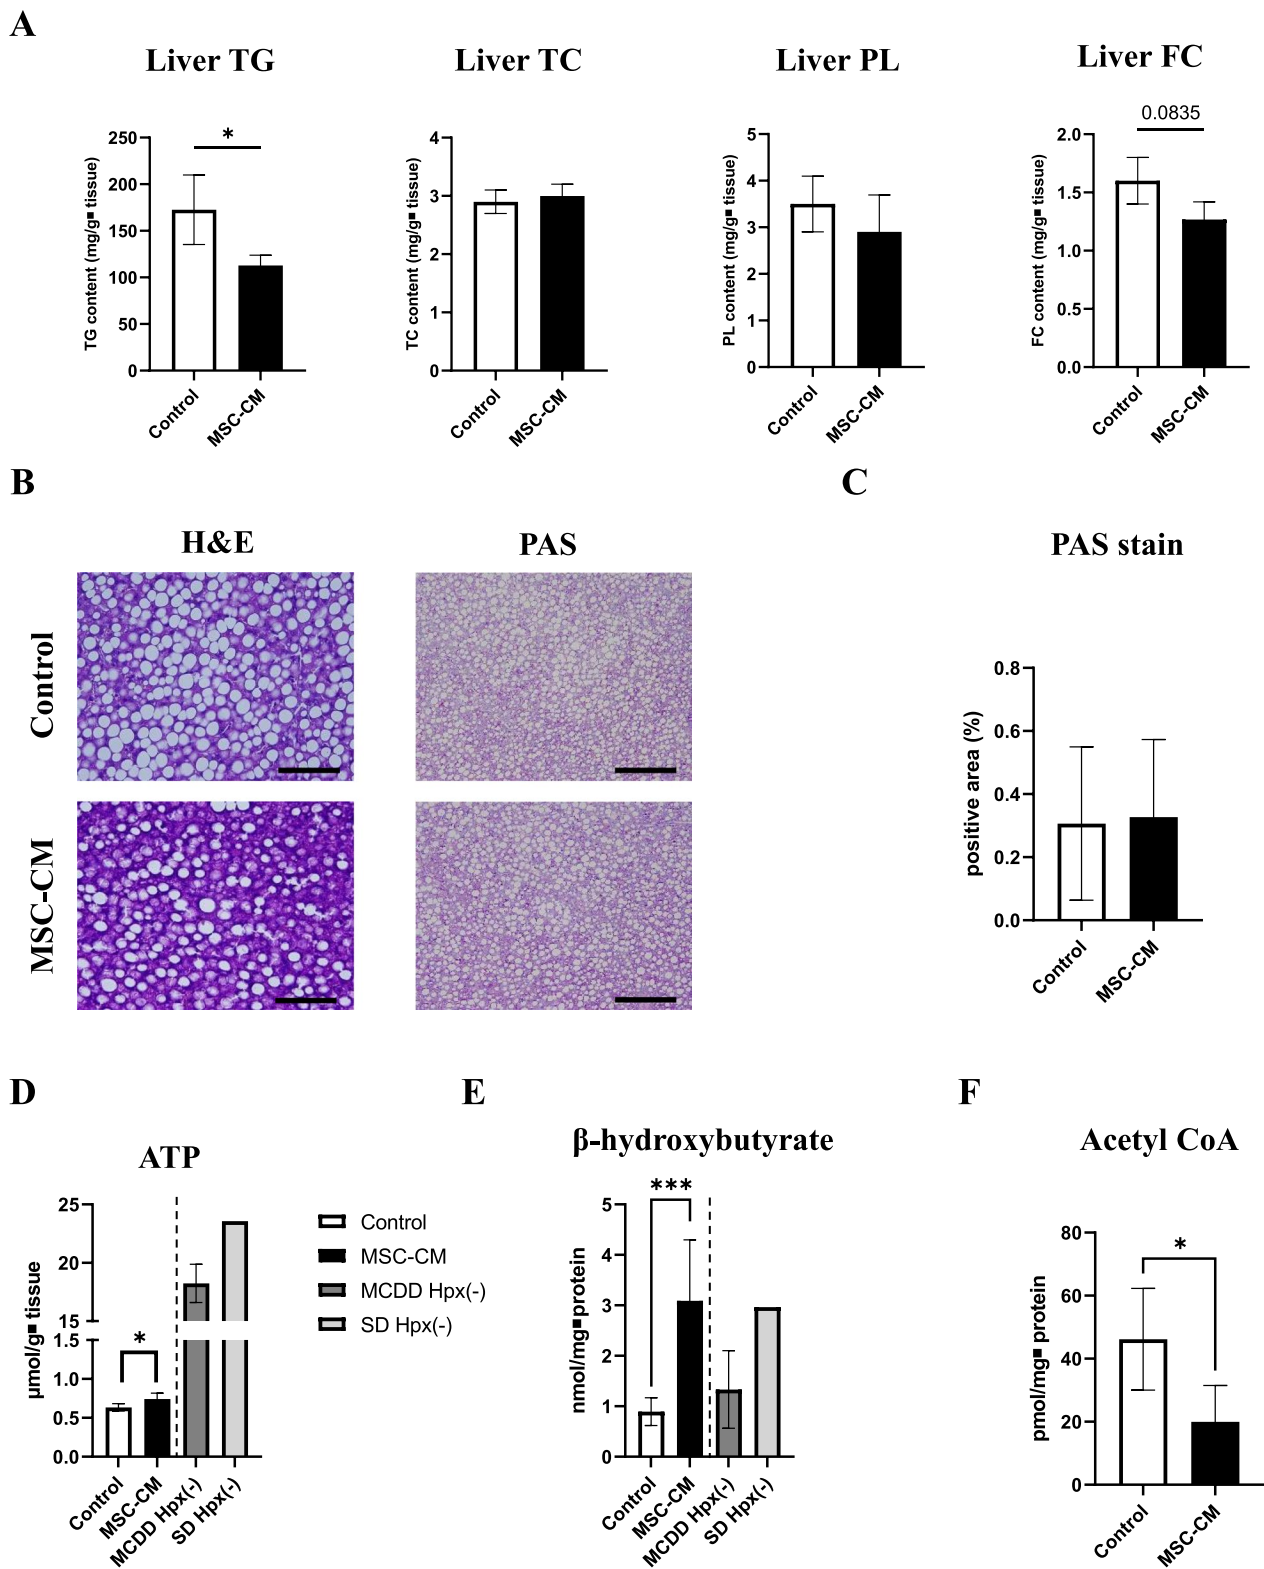 A
Liver TG
Liver TC
Liver PL
Liver FC
TG content (mg/g■ tissue)
250
200
150
100
50
0
*
Control
MSC-CM
TC content (mg/g■ tissue)
4
3
2
1
0
Control
MSC-CM
PL content (mg/g■ tissue)
5
4
3
2
1
0
Control
MSC-CM
FC content (mg/g■ tissue)
2.0
1.5
1.0
0.5
0.0
0.0835
Control
MSC-CM
B
H&E
PAS
Control
MSC-CM
C
PAS stain
positive area (%)
0.8
0.6
0.4
0.2
0.0
Control
MSC-CM
D
ATP
μmol/g■ tissue
25
20
15
1.5
1.0
0.5
0.0
*
Control
MSC-CM
MCDD Hpx(-)
SD Hpx(-)
Control
MSC-CM
MCDD Hpx(-)
SD Hpx(-)
E
β-hydroxybutyrate
nmol/mg■protein
5
4
3
2
1
0
***
Control
MSC-CM
MCDD Hpx(-)
SD Hpx(-)
F
Acetyl CoA
pmol/mg■ protein
80
60
40
20
0
*
Control
MSC-CM